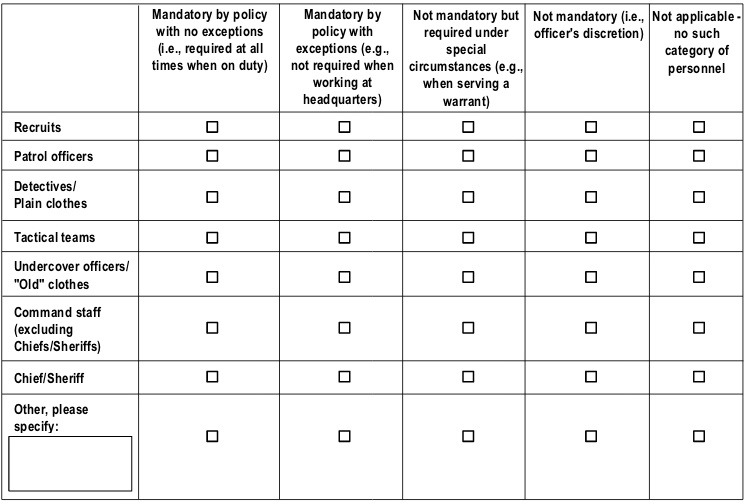 Mandatory by policy
with no exceptions
(i.e., required at all
times when on duty)
Mandatory by
policy with
exceptions (e.g.,
not required when
working at
headquarters)
Not mandatory but
required under
special
circumstances (e.g.,
when serving a
warrant)
Not mandatory (i.e.,
officer's discretion)
Not applicable -
no such
category of
personnel
Recruits
Patrol officers
Detectives/
Plain clothes
Tactical teams
Undercover officers/
"Old" clothes
Command staff
(excluding
Chiefs/Sheriffs)
Chief/Sheriff
Other, please
specify: